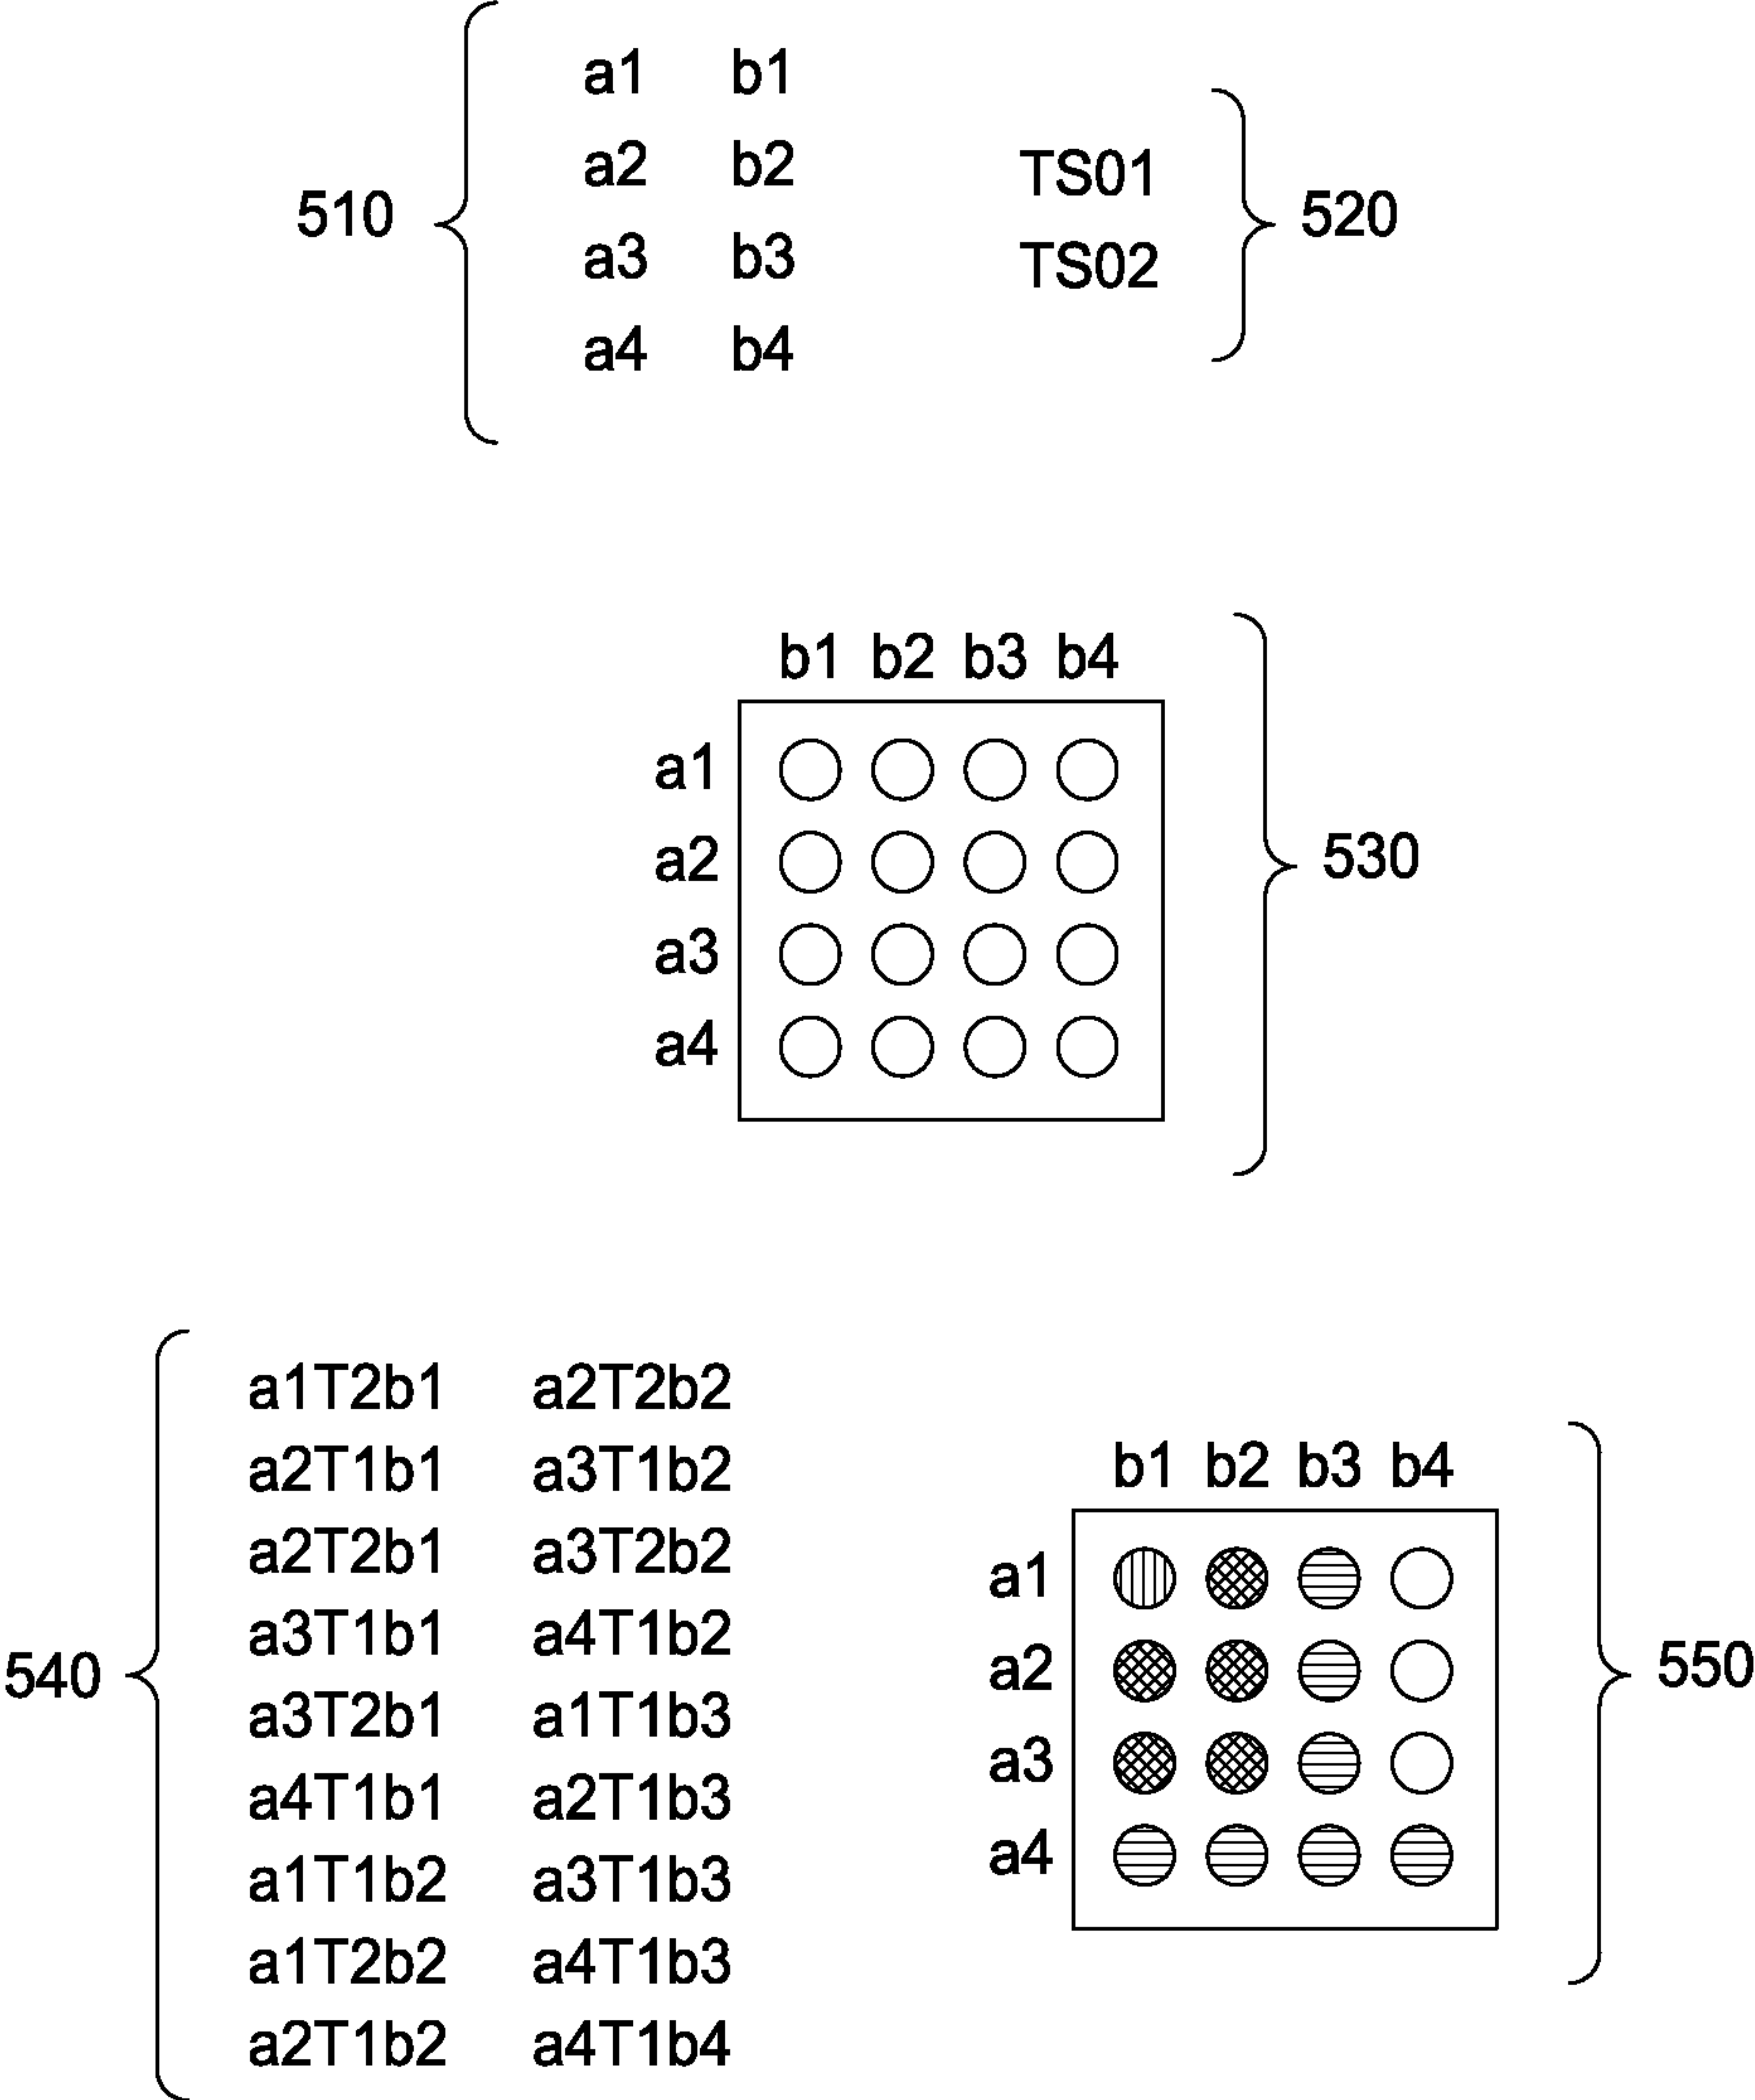 a1 b1
a2 b2 TS01
510 520
a3 b3 TS02
a4 b4
b1 b2 b3 b4
a1
a2
530
a3
a4
a1T2b1 a2T2b2
a2T1b1 a3T1b2
b1 b2 b3 b4
a2T2b1 a3T2b2
a1
a3T1b1 a4T1b2
540 a2 550
a3T2b1 a1T1b3
a3
a4T1b1 a2T1b3
a4
a1T1b2 a3T1b3
a1T2b2 a4T1b3
a2T1b2 a4T1b4